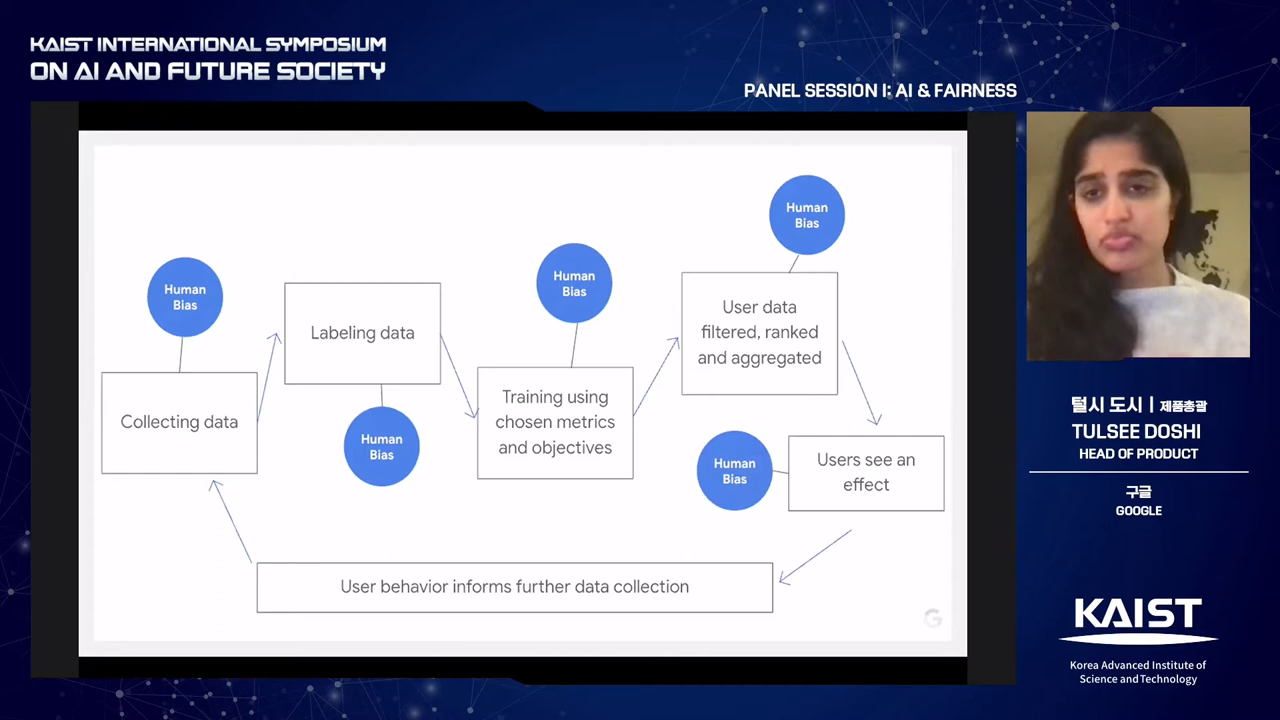 KAIST INTERNATIONAL SYMPOSIUM
ON AI AND FUTURE SOCIETY
PANEL SESSION I: AI & FAIRNESS
Human
Bias
Collecting data
Labeling data
Human
Bias
Human
Bias
Training using
chosen metrics
and objectives
Human
Bias
User data
filtered, ranked
and aggregated
Human
Bias
Users see an
effect
User behavior informs further data collection
G
털시 도시 | 제품총괄
TULSEE DOSHI
HEAD OF PRODUCT
구글
GOOGLE
KAIST
Korea Advanced Institute of
Science and Technology